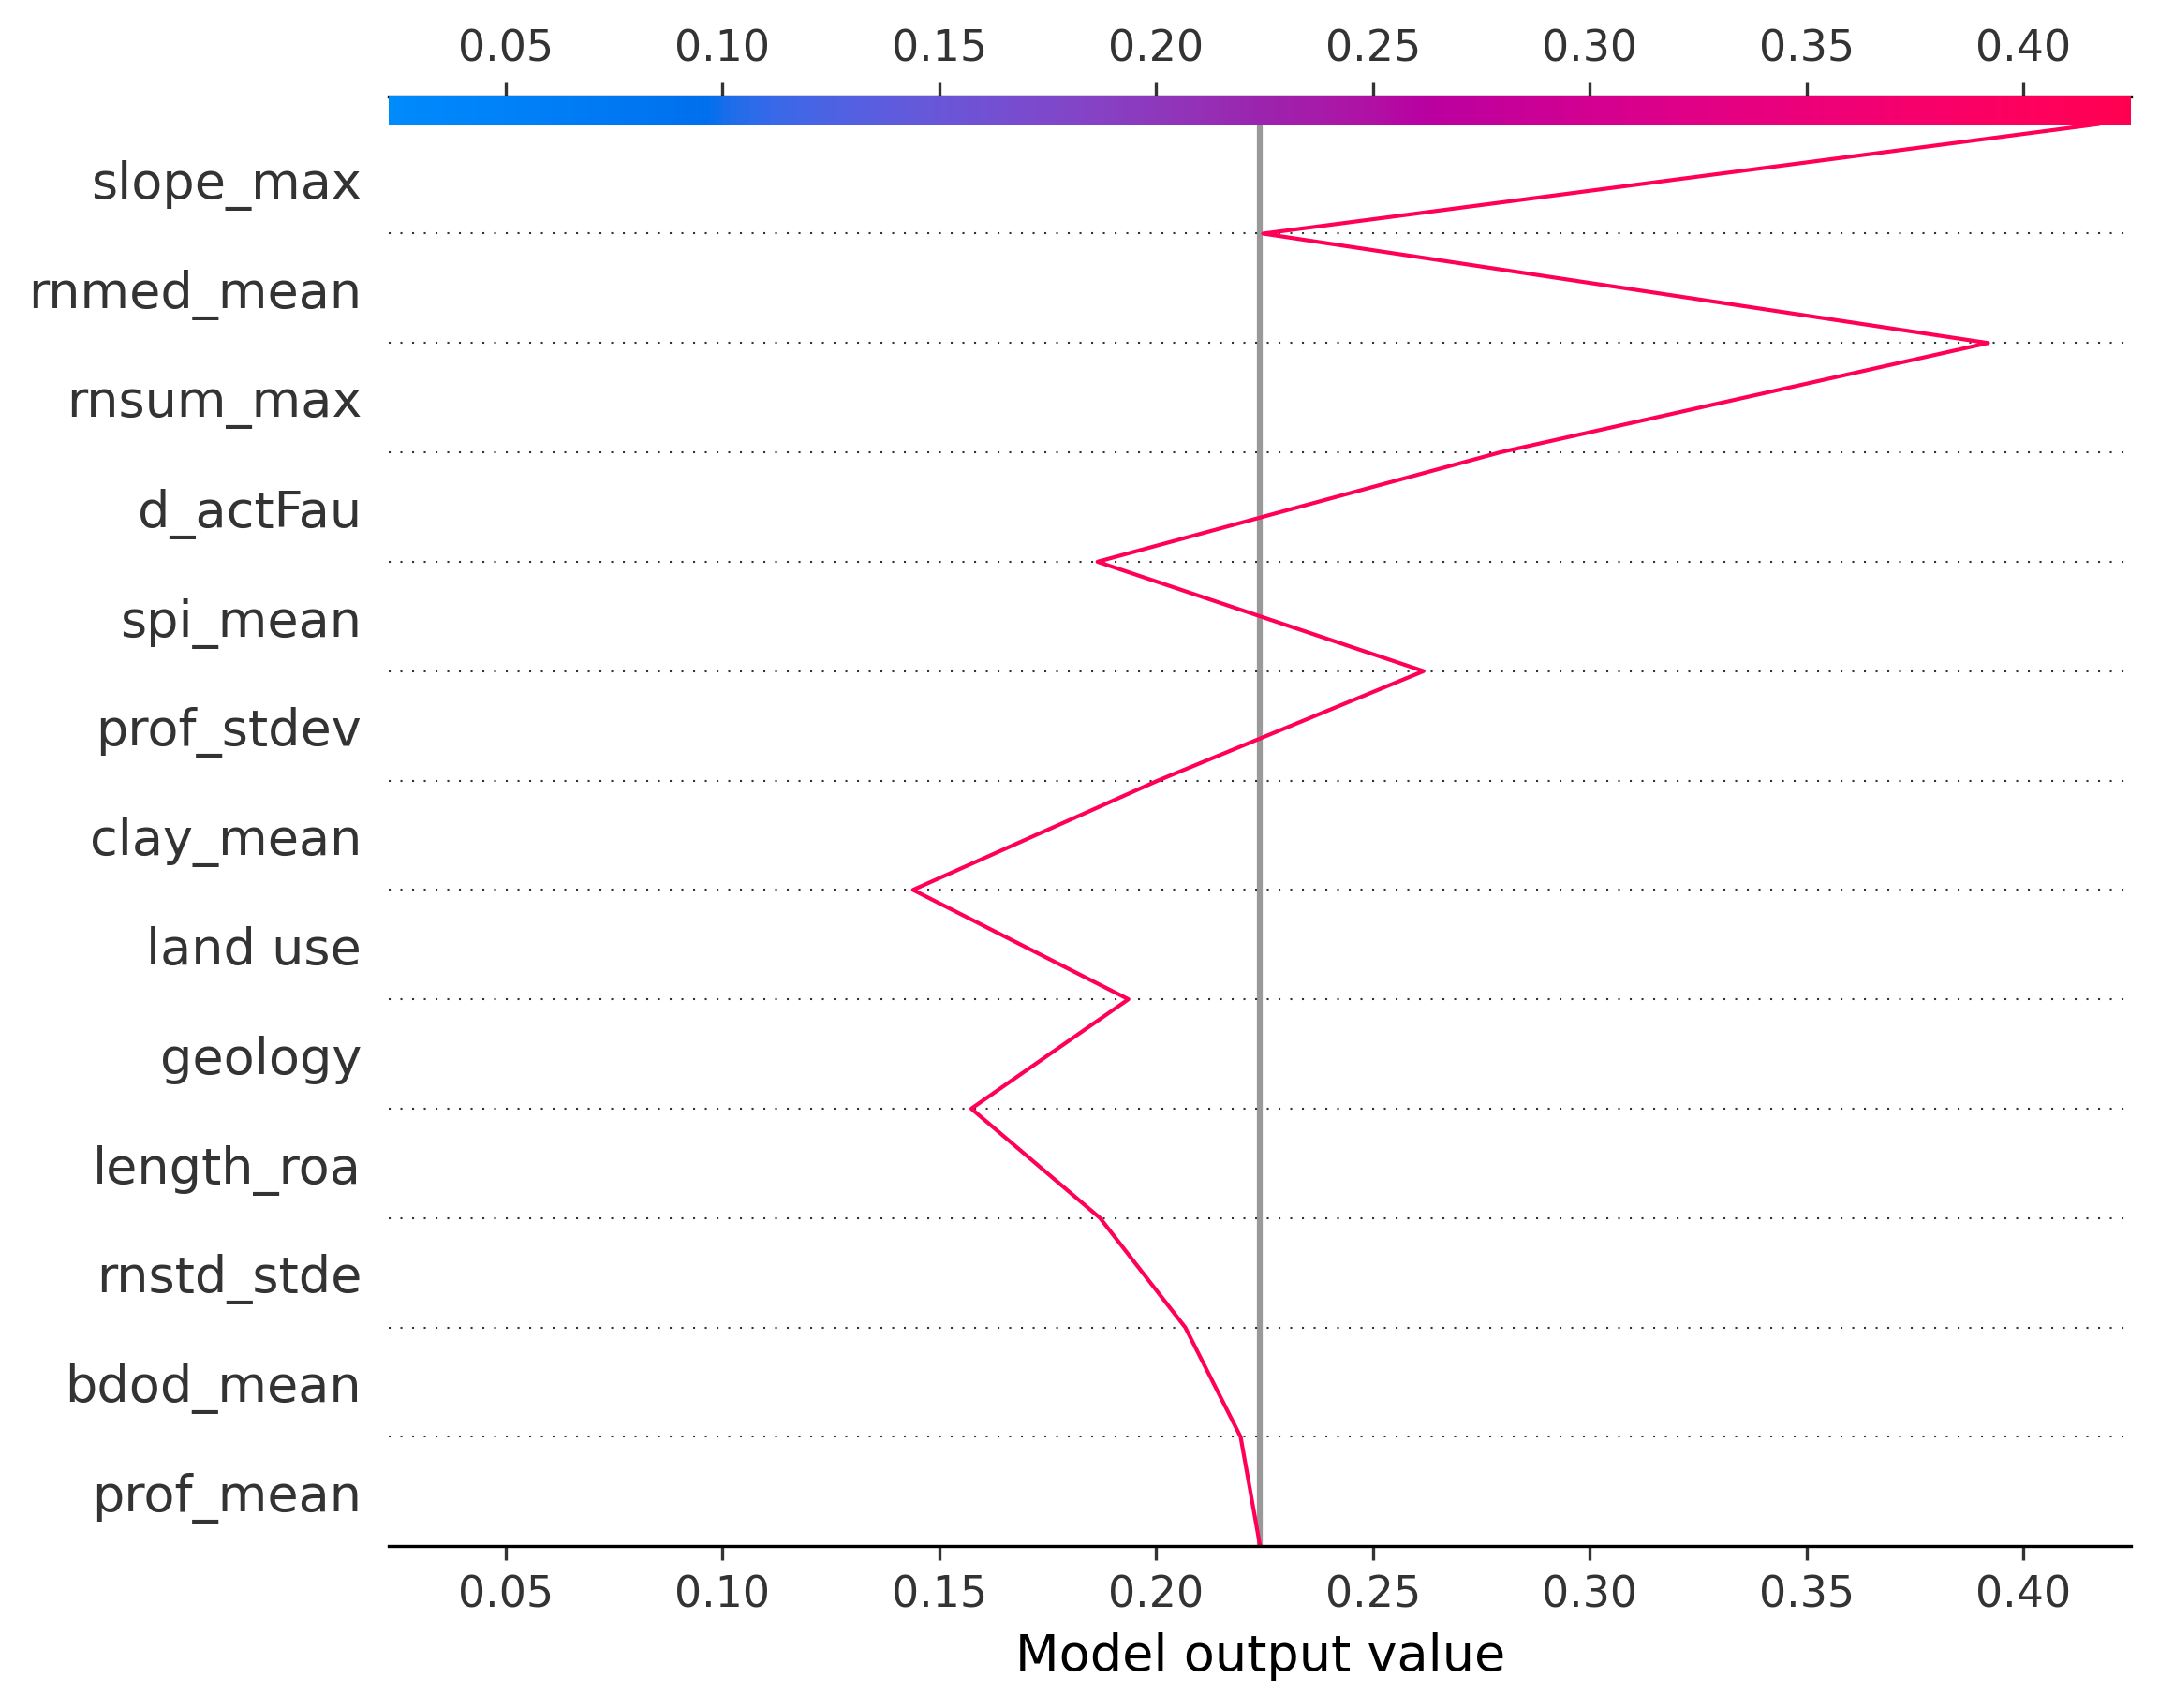 0.05 0.10 0.15 0.20 0.25 0.30 0.35 0.40
slope_max
rnmed_mean
rnsum_max
d_actFau
spi_mean
prof_stdev
clay_mean
land use
geology
length_roa
rnstd_stde
bdod_mean
prof_mean
0.05 0.10 0.15 0.20 0.25 0.30 0.35 0.40
Model output value